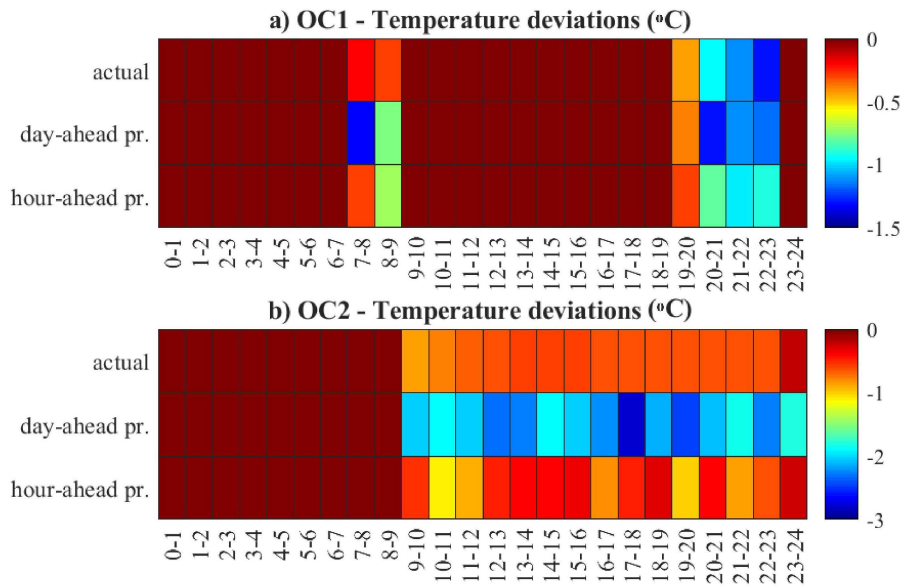 a) OC1 - Temperature deviations (°C)
actual
day-ahead pr.
hour-ahead pr.
0
-0.5
-1
-1.5
0-1 1-2 2-3 3-4 4-5 5-6 6-7 7-8 8-9 9-10 10-11 11-12 12-13 13-14 14-15 15-16 16-17 17-18 18-19 19-20 20-21 21-22 22-23 23-24
b) OC2 - Temperature deviations (°C)
actual
day-ahead pr.
hour-ahead pr.
0
-1
-2
-3
0-1 1-2 2-3 3-4 4-5 5-6 6-7 7-8 8-9 9-10 10-11 11-12 12-13 13-14 14-15 15-16 16-17 17-18 18-19 19-20 20-21 21-22 22-23 23-24